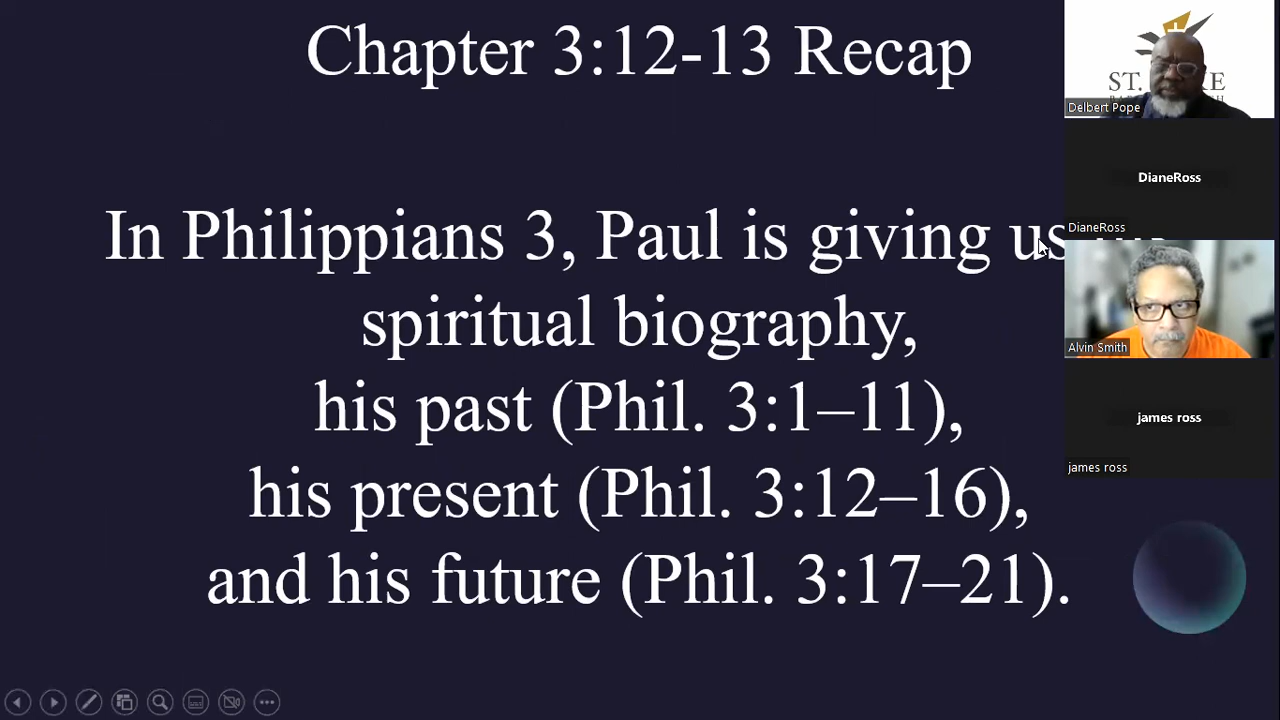 Chapter 3:12-13 Recap
In Philippians 3, Paul is giving us
spiritual biography,
his past (Phil. 3:1–11),
his present (Phil. 3:12–16),
and his future (Phil. 3:17–21).
ST.
Delbert Pope
DianeRoss
DianeRoss
Alvin Smith
james ross
james ross